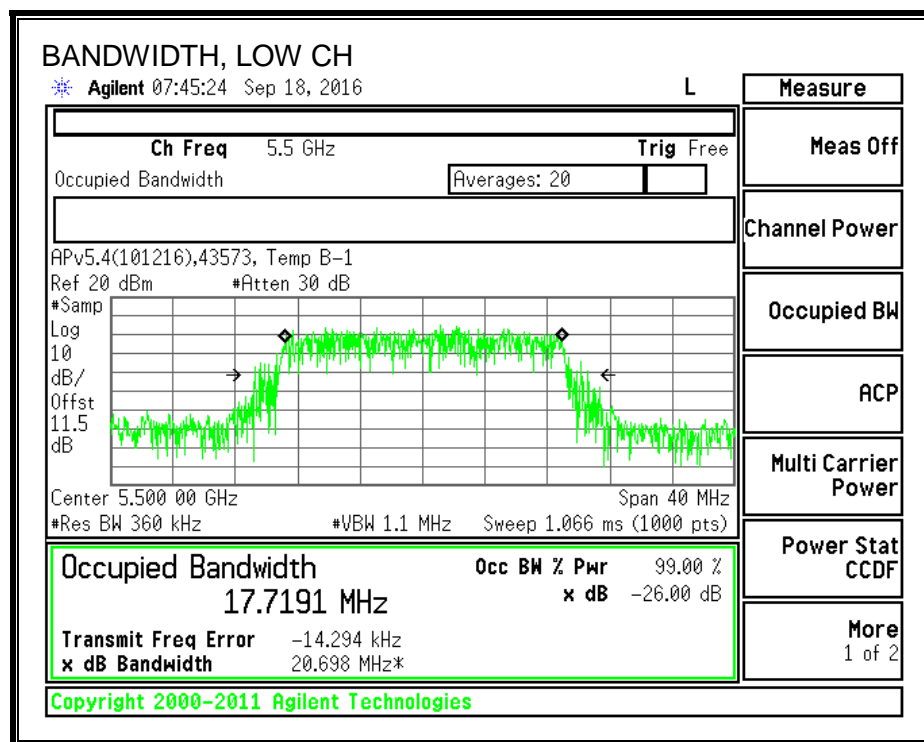 BANDWIDTH, LOW CH
Agilent 07:45:24 Sep 18, 2016 L
Measure
Ch Freq 5.5 GHz Trig Free
Meas Off
Occupied Bandwidth Averages: 20
Channel Power
APv5.4(101216),43573, Temp B-1
Ref 20 dBm #Atten 30 dB
#Samp
Log
10
dB/
Offst
11.5
dB
Occupied BW
ACP
Multi Carrier
Power
Center 5.500 00 GHz Span 40 MHz
#Res BW 360 kHz #VBW 1.1 MHz Sweep 1.066 ms (1000 pts)
Power Stat
CCDF
Occupied Bandwidth Occ BW % Pwr 99.00 %
17.7191 MHz x dB -26.00 dB
Transmit Freq Error -14.294 kHz
x dB Bandwidth 20.698 MHz*
More
1 of 2
Copyright 2000-2011 Agilent Technologies